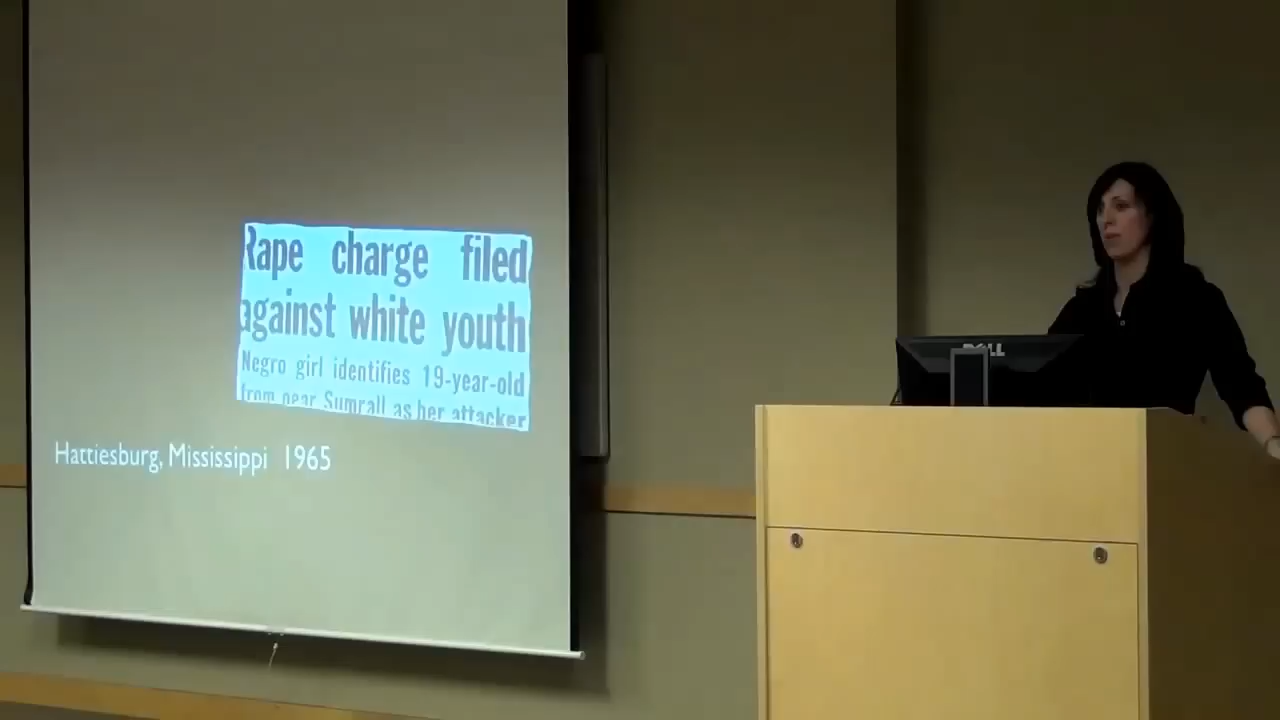 Rape charge filed
against white youth
Negro girl identifies 19-year-old
from near Sumrall as her attacker
Hattiesburg, Mississippi 1965
DELL